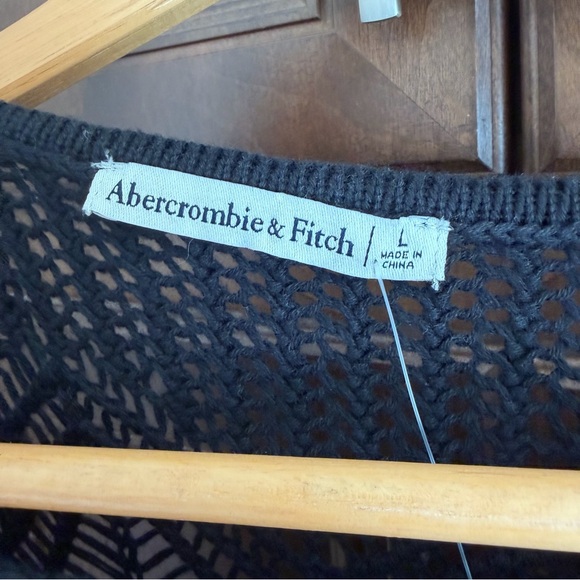 Abercrombie & Fitch | L
MADE IN
CHINA